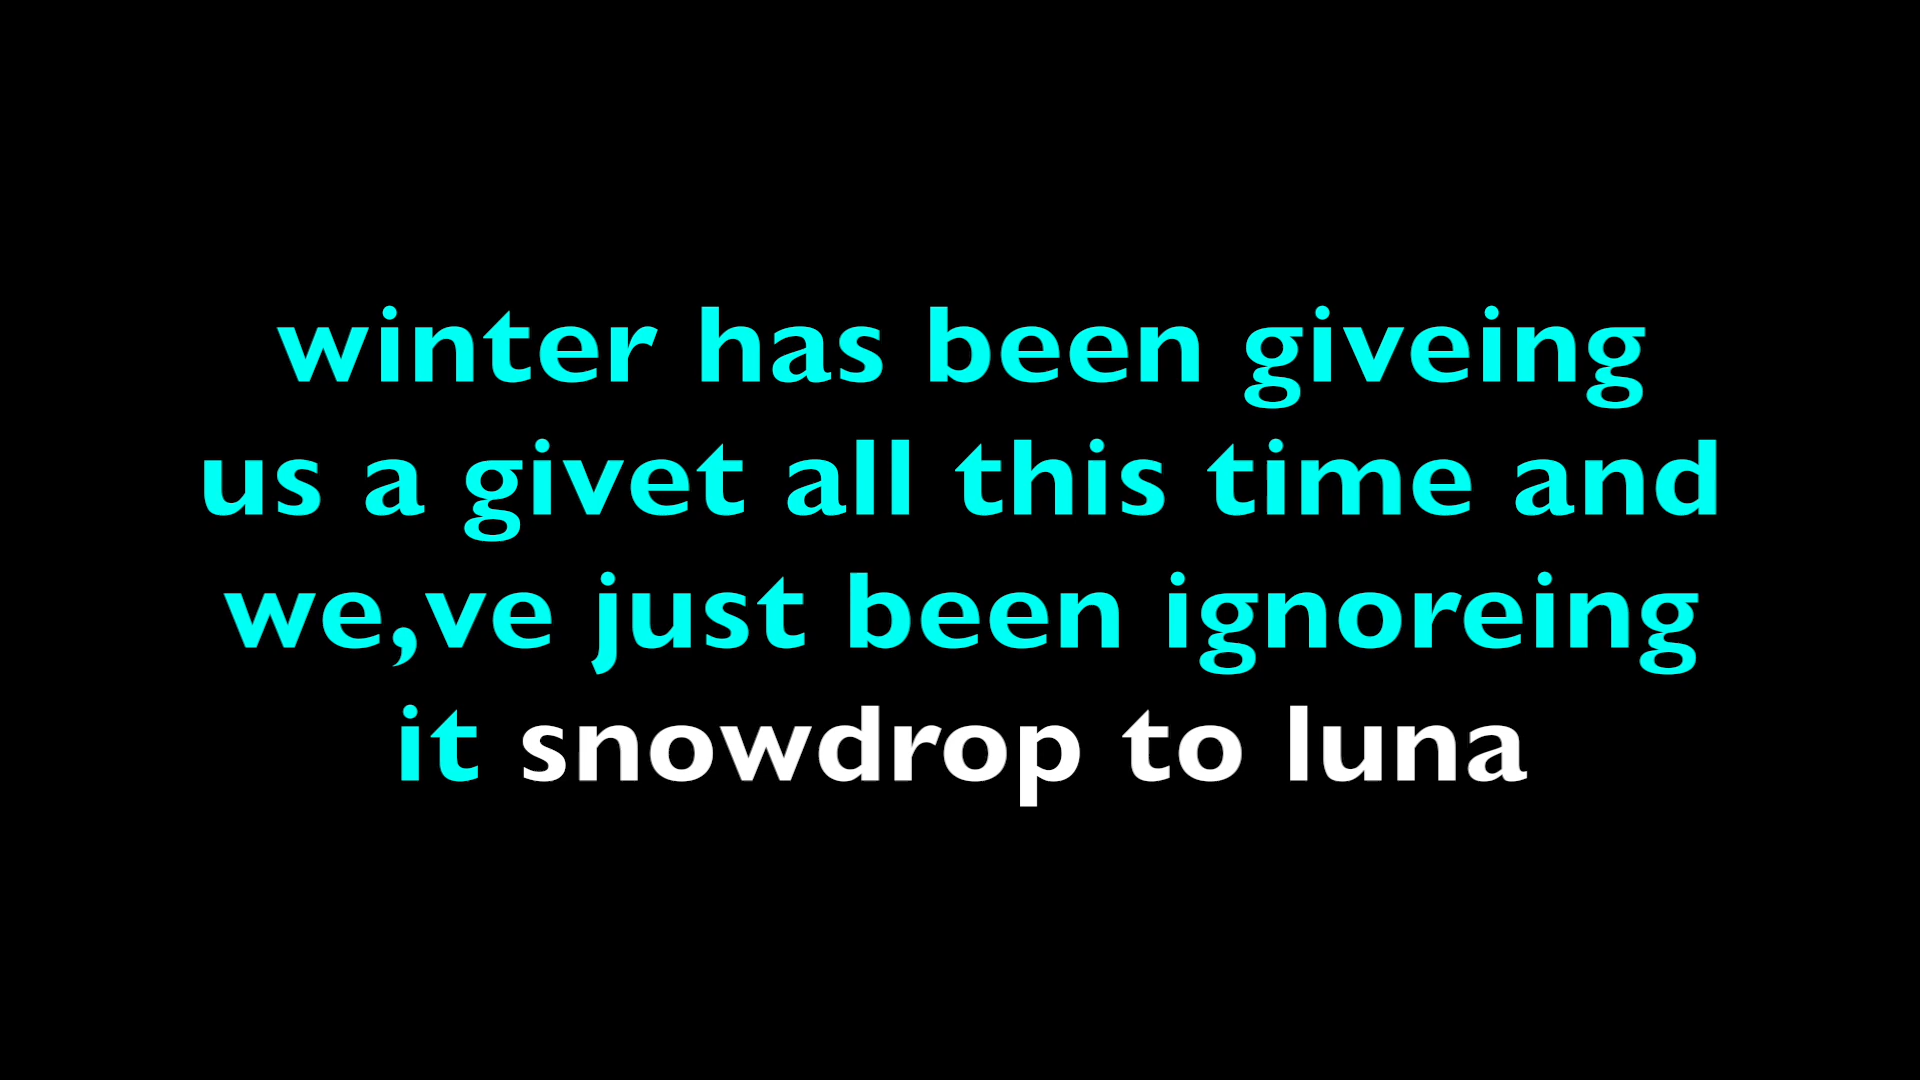 winter has been giveing
us a givet all this time and
we,ve just been ignoreing
it snowdrop to luna